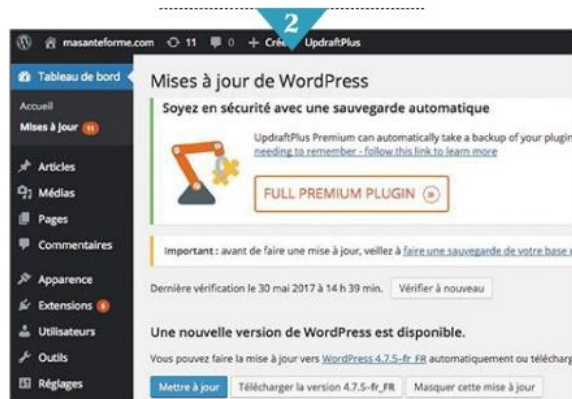 2
masanteforme.com 11 0 + Cré UpdraftPlus
Tableau de bord
Accueil
Mises à jour 11
Articles
Médias
Pages
Commentaires
Apparence
Extensions 6
Utilisateurs
Outils
Réglages
Mises à jour de WordPress
Soyez en sécurité avec une sauvegarde automatique
UpdraftPlus Premium can automatically take a backup of your plugin
needing to remember - follow this link to learn more
FULL PREMIUM PLUGIN
Important : avant de faire une mise à jour, veillez à faire une sauvegarde de votre base
Dernière vérification le 30 mai 2017 à 14 h 39 min. Vérifier à nouveau
Une nouvelle version de WordPress est disponible.
Vous pouvez faire la mise à jour vers WordPress 4.7.5-fr_FR automatiquement ou télécharg
Mettre à jour Télécharger la version 4.7.5-fr_FR Masquer cette mise à jour